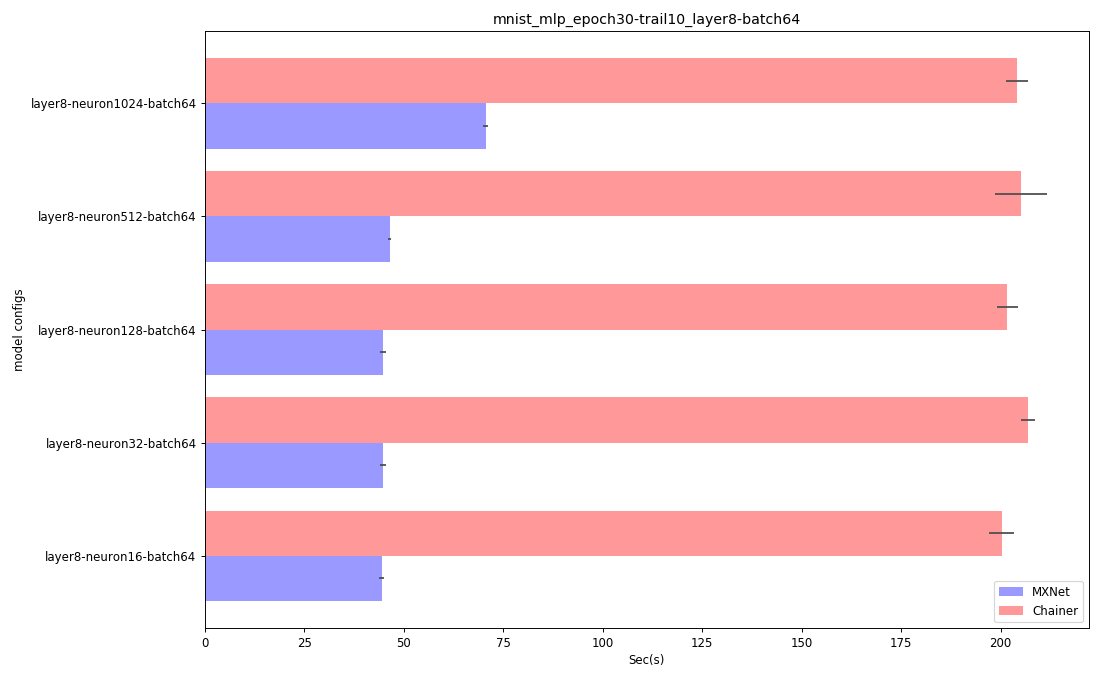 mnist_mlp_epoch30-trail10_layer8-batch64
model configs
layer8-neuron1024-batch64
layer8-neuron512-batch64
layer8-neuron128-batch64
layer8-neuron32-batch64
layer8-neuron16-batch64
MXNet
Chainer
0 25 50 75 100 125 150 175 200
Sec(s)